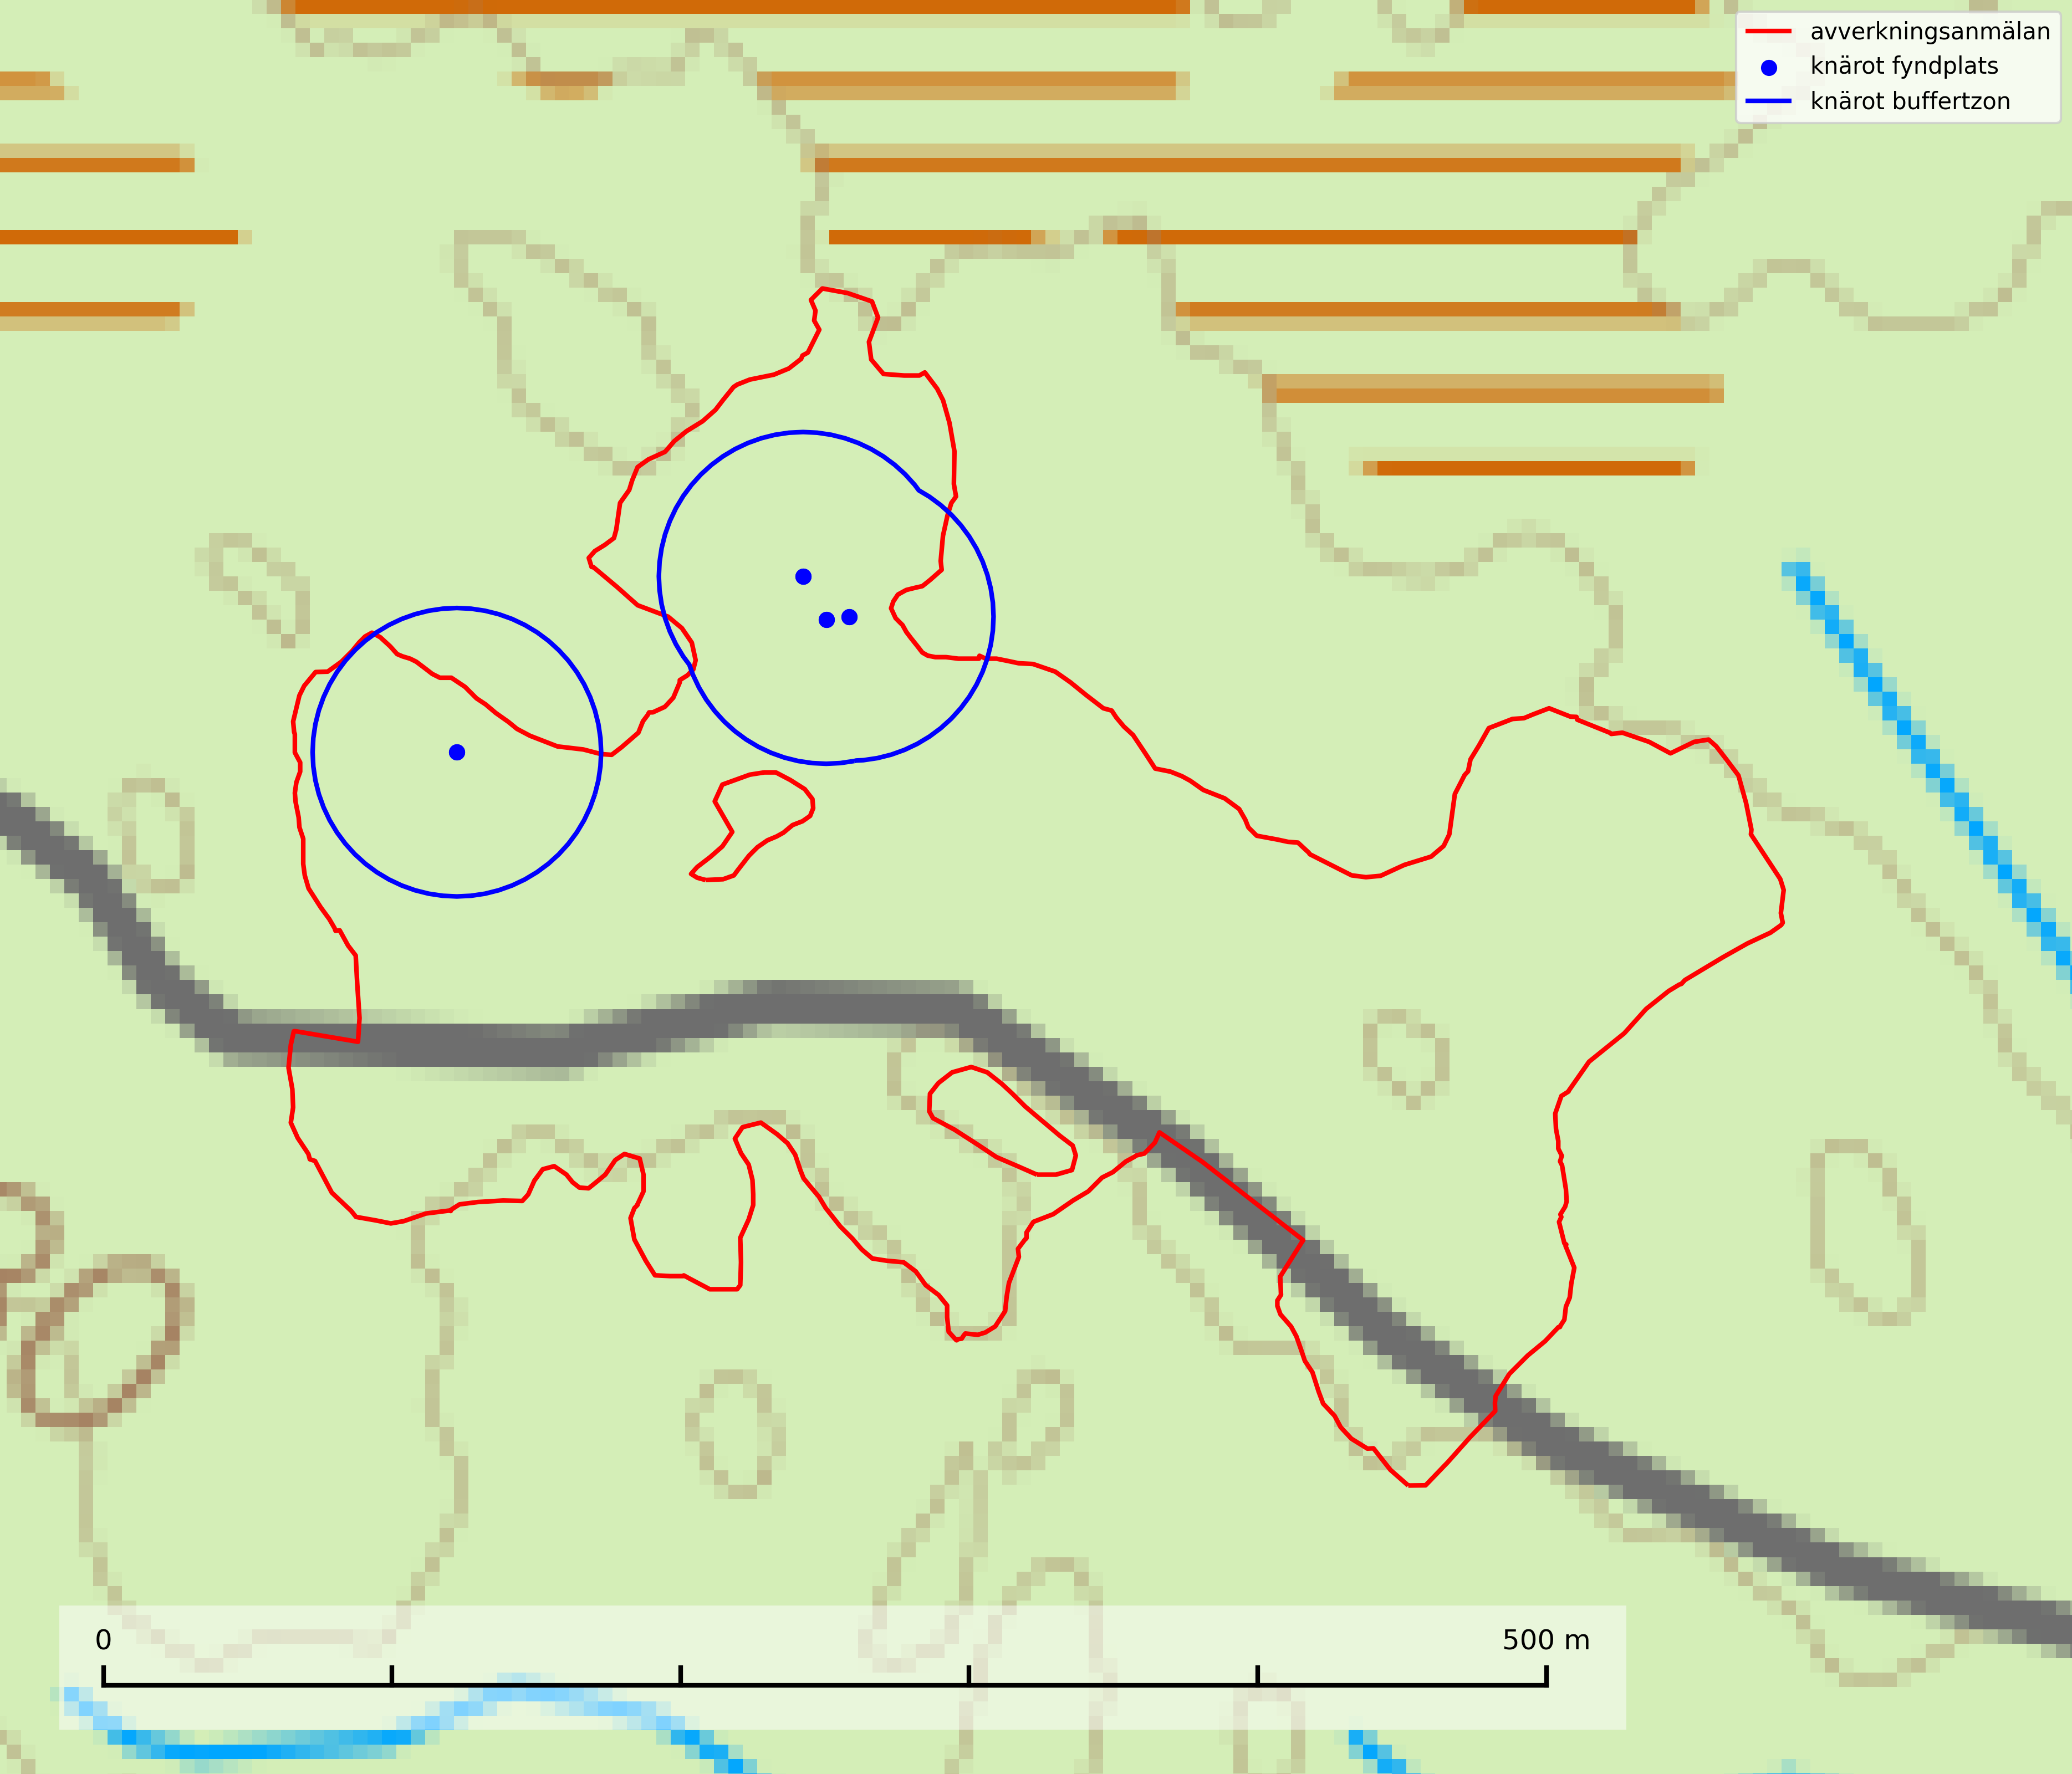 avverkningsanmälan
knärot fyndplats
knärot buffertzon
0
500 m